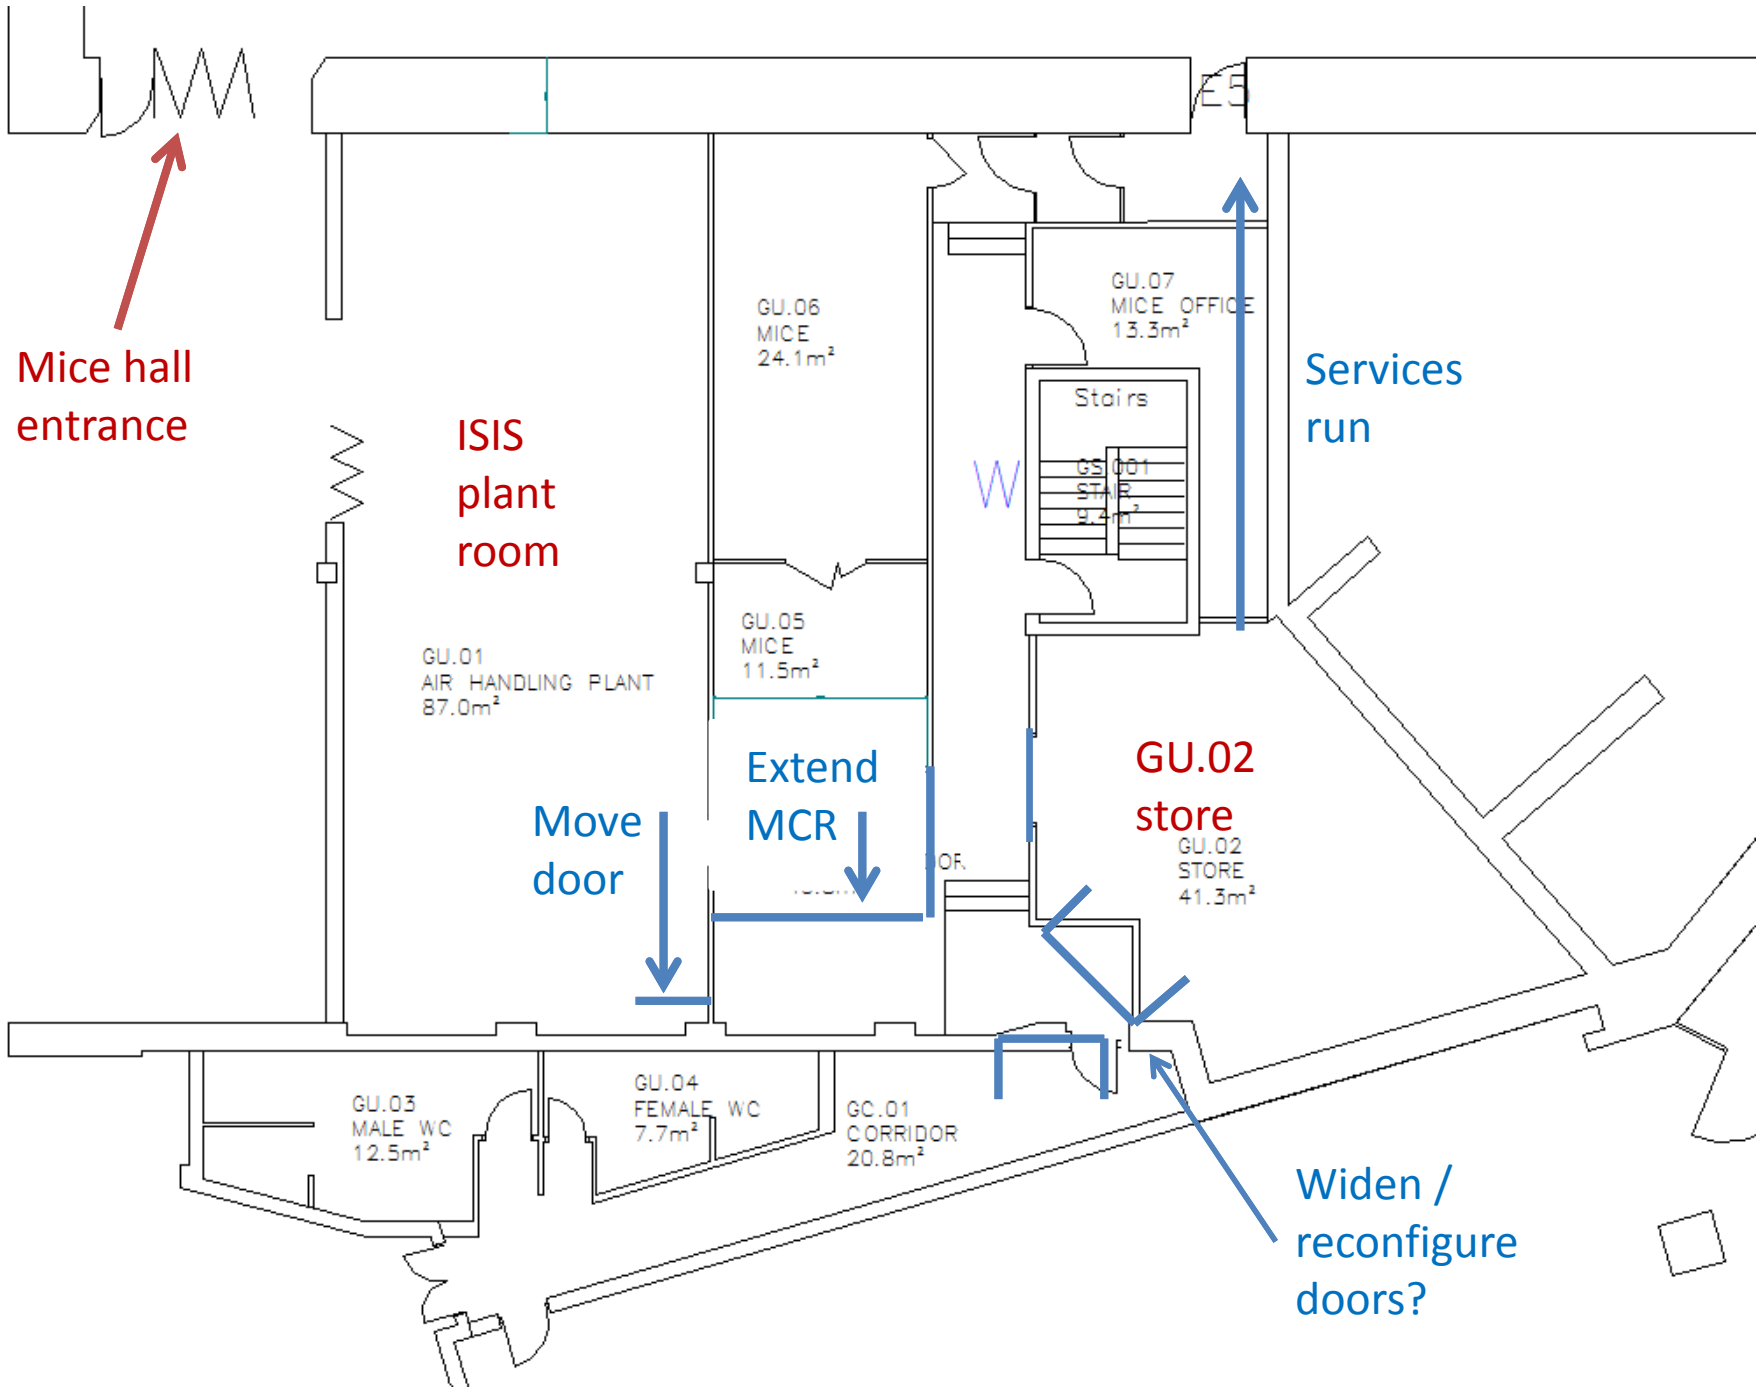 E5
Mice hall
entrance
ISIS
plant
room
GU.06
MICE
24.1m²
GU.07
MICE OFFICE
13.3m²
Services
run
Stairs
W
GS.001
STAIR
9.4m²
GU.05
MICE
11.5m²
GU.01
AIR HANDLING PLANT
87.0m²
Move
door
Extend
MCR
GU.02
store
GU.02
STORE
41.3m²
GU.03
MALE WC
12.5m²
GU.04
FEMALE WC
7.7m²
GC.01
CORRIDOR
20.8m²
Widen /
reconfigure
doors?